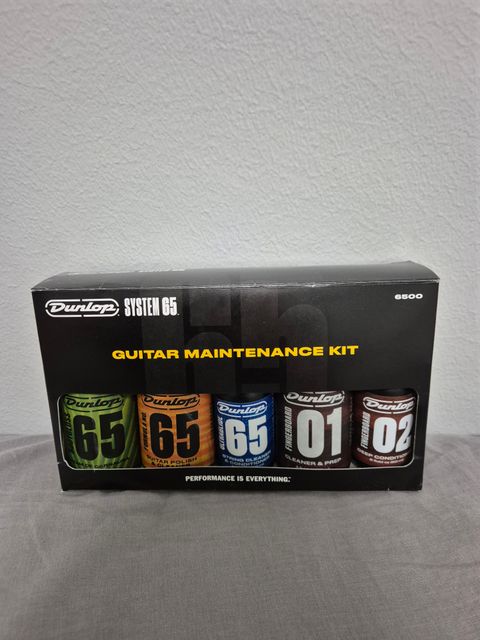 Dunlop SYSTEM 65
6500
GUITAR MAINTENANCE KIT
Dunlop
65
Dunlop
65
GUITAR POLISH
Dunlop
65
STRING CLEANER
& CONDITIONER
Dunlop
FINGERBOARD
01
CLEANER & PREP
Dunlop
FINGERBOARD
02
DEEP CONDITIONER
PERFORMANCE IS EVERYTHING.